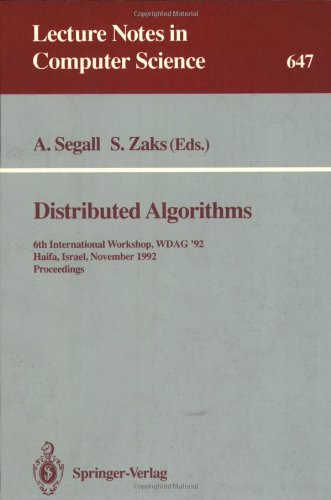 Lecture Notes in
Computer Science
647
A. Segall S. Zaks (Eds.)
Distributed Algorithms
6th International Workshop, WDAG '92
Haifa, Israel, November 1992
Proceedings
Springer-Verlag